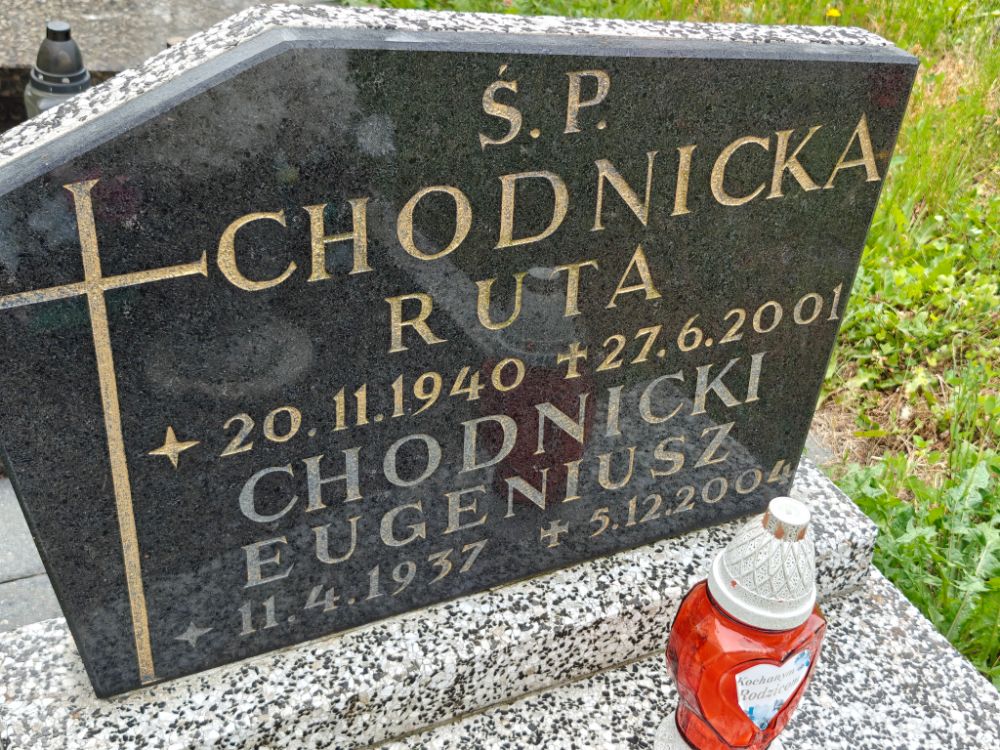 Ś. P.
CHODNICKA
RUTA
20.11.1940 27.6.2001
CHODNICKI
EUGENIUSZ
11.4.1937 5.12.2004
Kochanym
Rodzicom